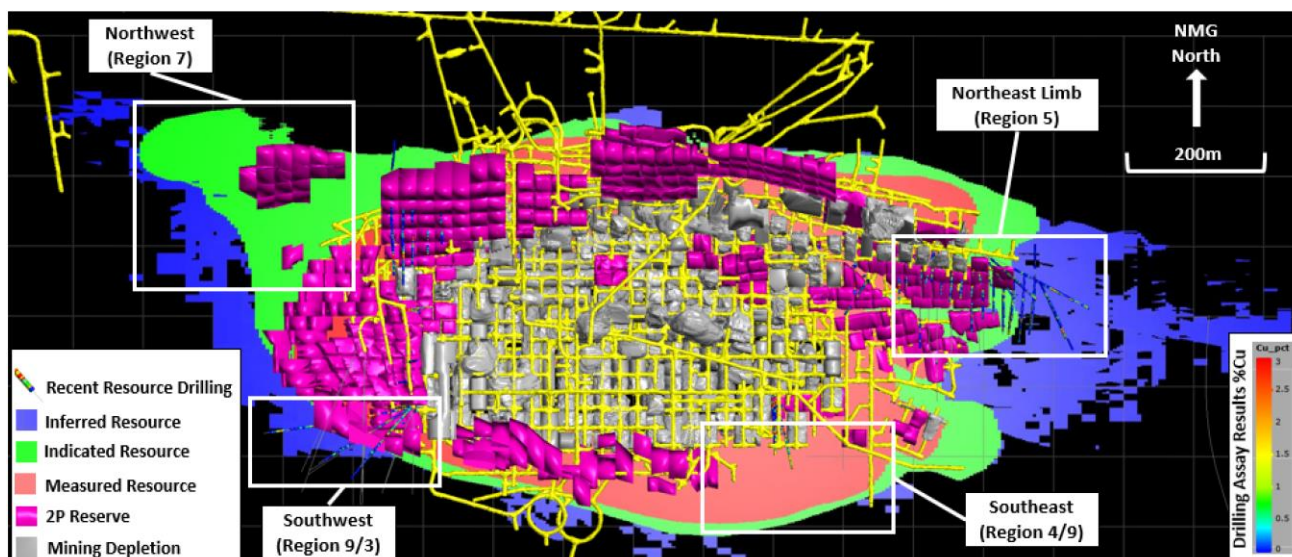 Northwest
(Region 7)
NMG
North
Northeast Limb
(Region 5)
200m
Recent Resource Drilling
Inferred Resource
Indicated Resource
Measured Resource
2P Reserve
Mining Depletion
Southwest
(Region 9/3)
Southeast
(Region 4/9)
Drilling Assay Results %Cu
Cu_pct
3
2.5
2
1.5
1
0.5
0